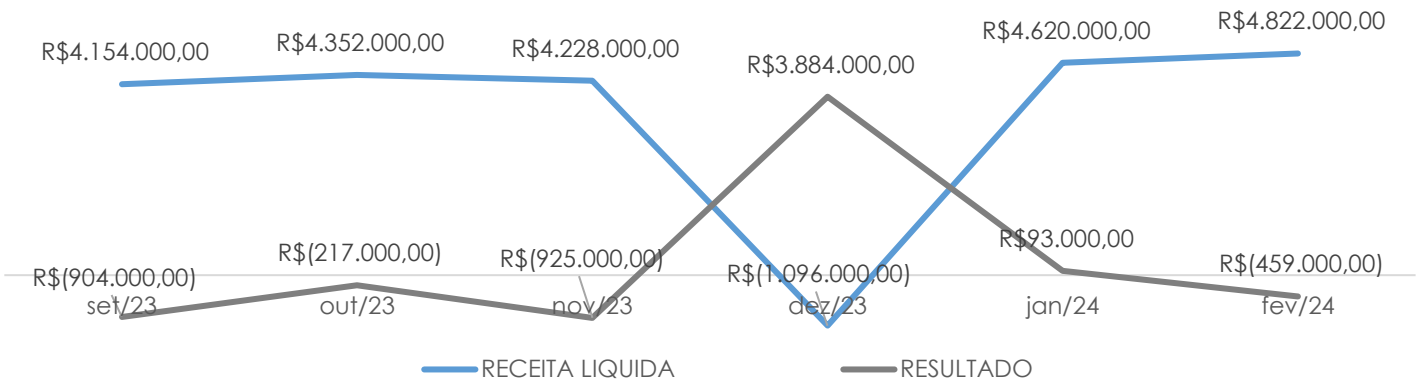 R$4.154.000,00
R$4.352.000,00
R$4.228.000,00
R$(1.096.000,00)
R$4.620.000,00
R$4.822.000,00
R$(904.000,00)
R$(217.000,00)
R$(925.000,00)
R$3.884.000,00
R$93.000,00
R$(459.000,00)
set/23
out/23
nov/23
dez/23
jan/24
fev/24
RECEITA LIQUIDA
RESULTADO